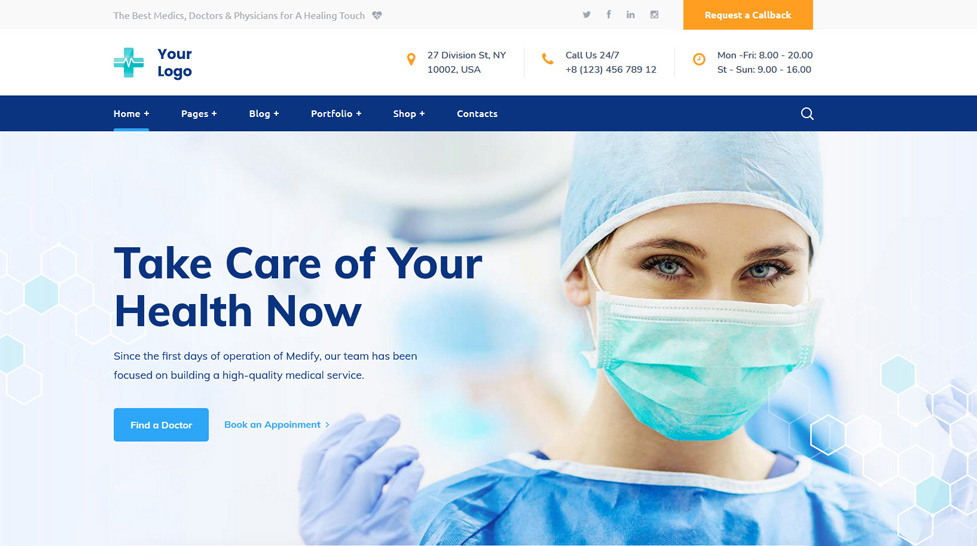 The Best Medics, Doctors & Physicians for A Healing Touch
Request a Callback
Your
Logo
27 Division St, NY
10002, USA
Call Us 24/7
+8 (123) 456 789 12
Mon -Fri: 8.00 - 20.00
St - Sun: 9.00 - 16.00
Home +
Pages +
Blog +
Portfolio +
Shop +
Contacts
Take Care of Your
Health Now
Since the first days of operation of Medify, our team has been
focused on building a high-quality medical service.
Find a Doctor
Book an Appoinment >